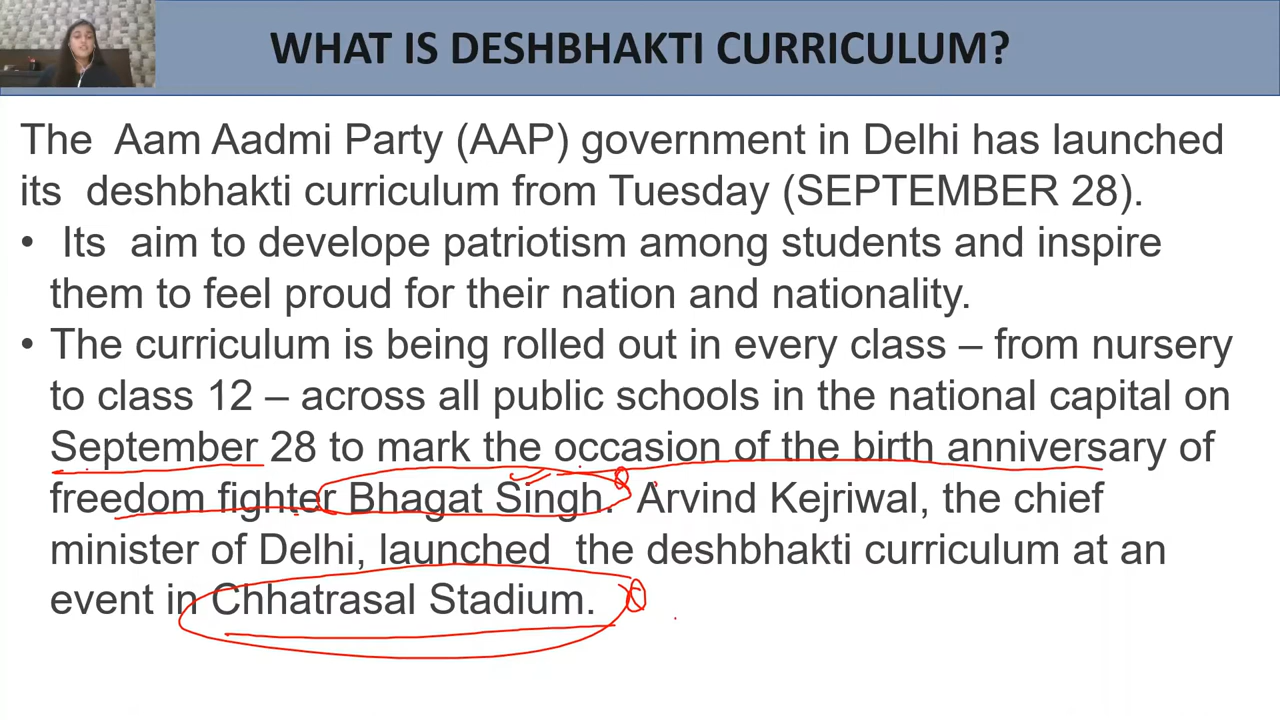 WHAT IS DESHBHAKTI CURRICULUM?
The Aam Aadmi Party (AAP) government in Delhi has launched
its deshbhakti curriculum from Tuesday (SEPTEMBER 28).
• Its aim to develope patriotism among students and inspire
them to feel proud for their nation and nationality.
• The curriculum is being rolled out in every class – from nursery
to class 12 – across all public schools in the national capital on
September 28 to mark the occasion of the birth anniversary of
freedom fighter Bhagat Singh. Arvind Kejriwal, the chief
minister of Delhi, launched the deshbhakti curriculum at an
event in Chhatrasal Stadium.